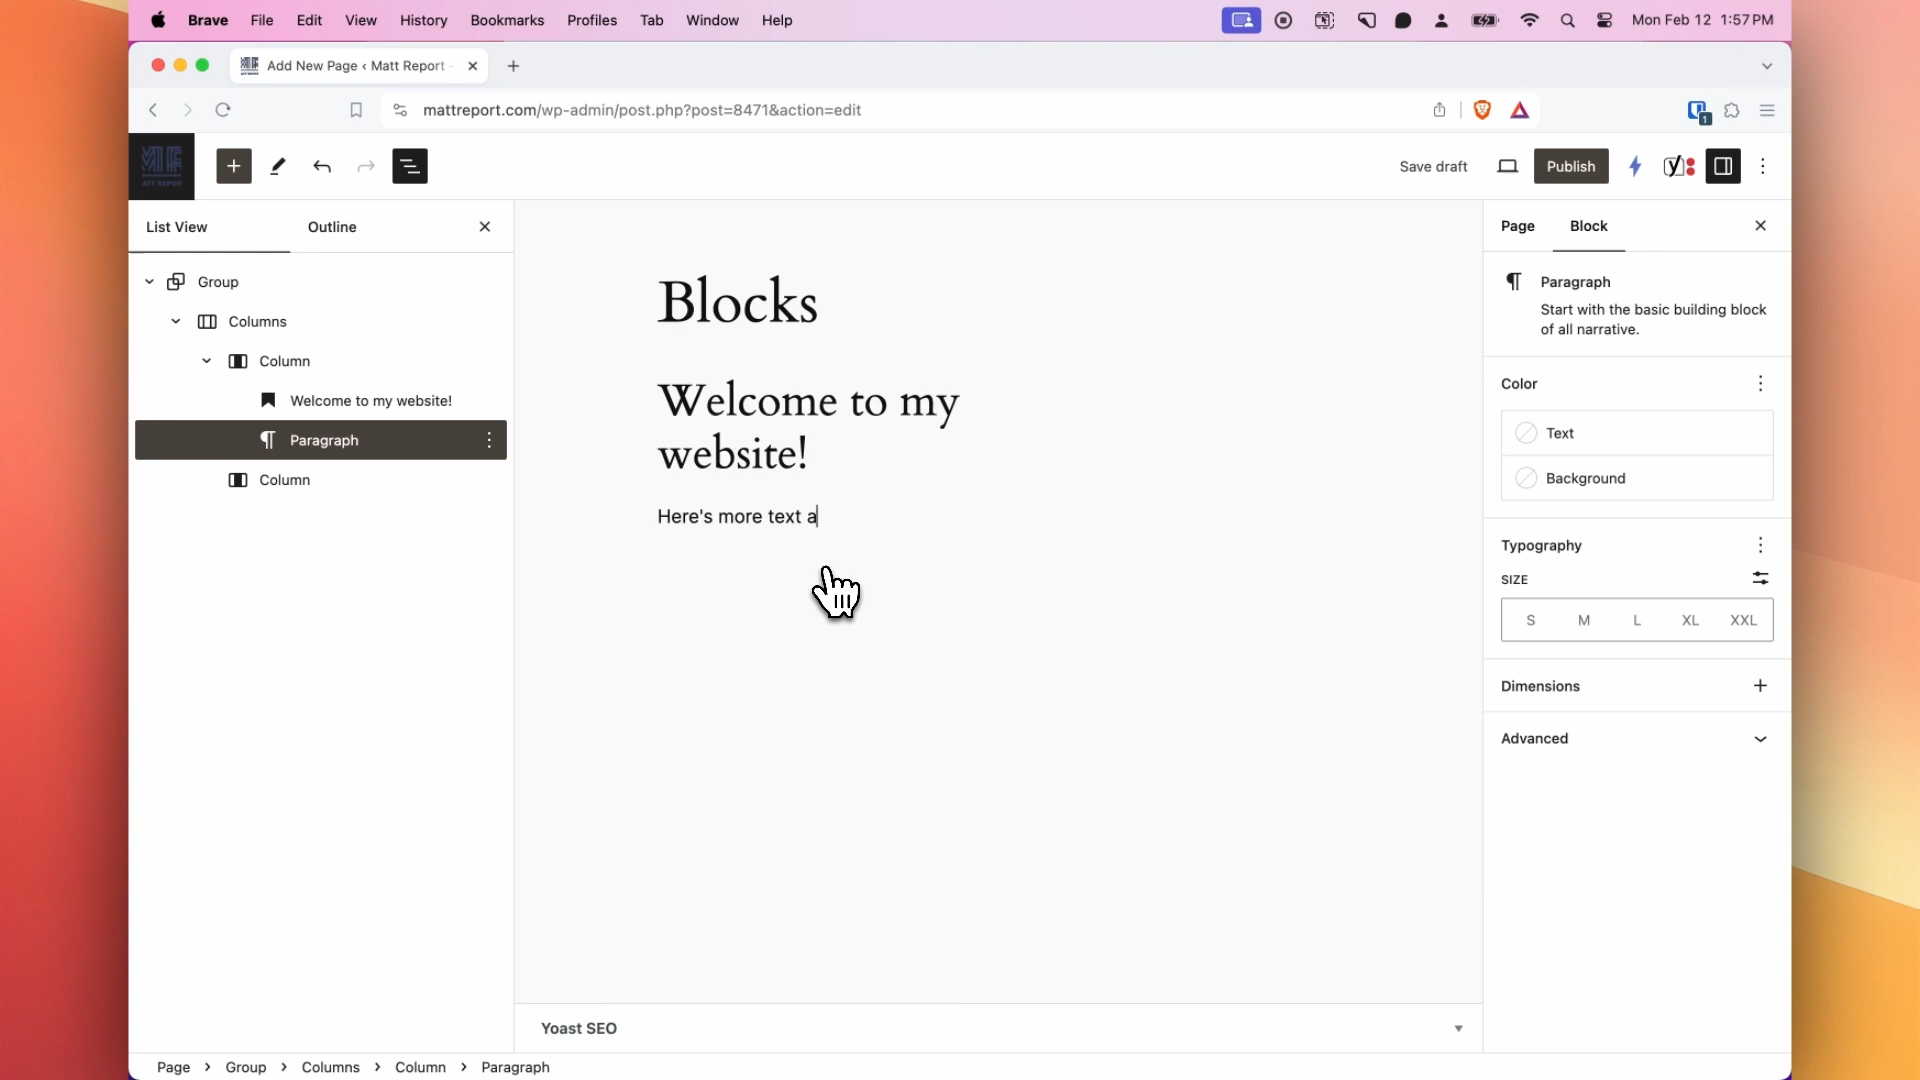 Brave File Edit View History Bookmarks Profiles Tab Window Help Mon Feb 12 1:57 PM
Add New Page ‹ Matt Report -
mattreport.com/wp-admin/post.php?post=8471&action=edit
1
Save draft Publish
List View Outline
Page Block
Group
Columns
Column
Welcome to my website!
Paragraph
Column
Blocks
Welcome to my
website!
Here's more text a
Paragraph
Start with the basic building block
of all narrative.
Color
Text
Background
Typography
SIZE
S M L XL XXL
Dimensions
Advanced
Yoast SEO
Page Group Columns Column Paragraph